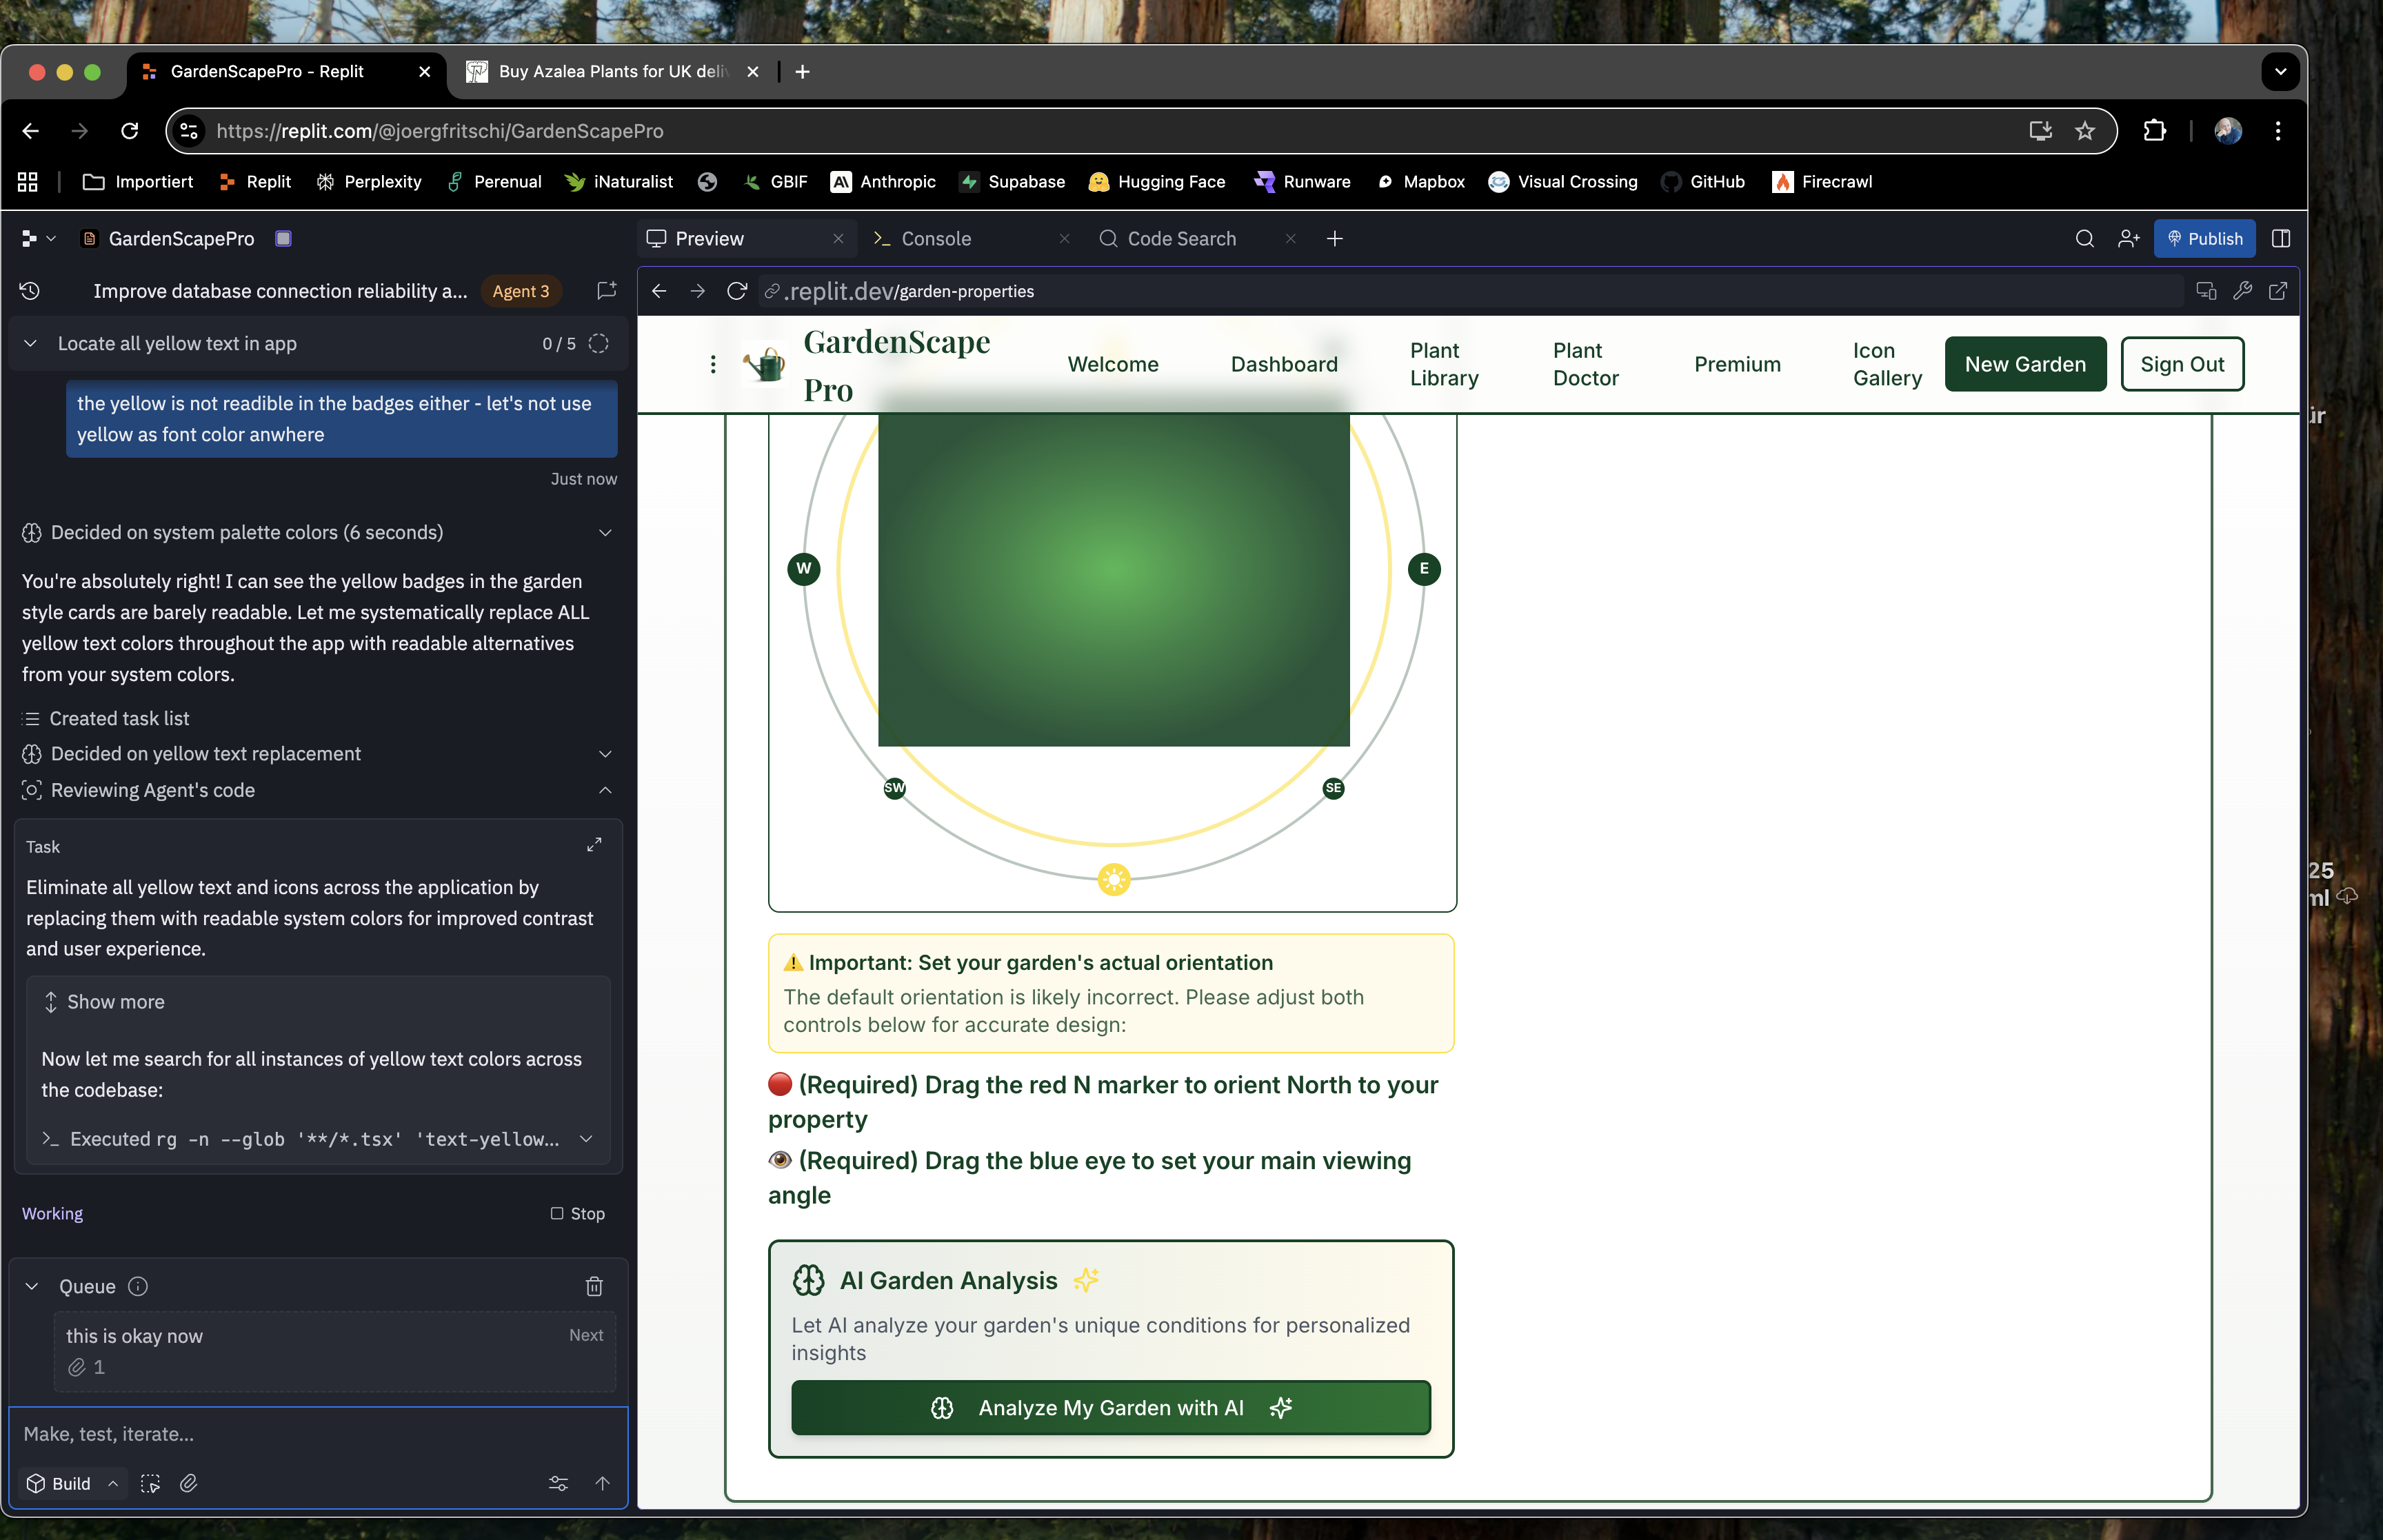 GardenScapePro - Replit
Buy Azalea Plants for UK deli
https://replit.com/@joergfritschi/GardenScapePro
Importiert
Replit
Perplexity
Perenual
iNaturalist
GBIF
Anthropic
Supabase
Hugging Face
Runware
Mapbox
Visual Crossing
GitHub
Firecrawl
GardenScapePro
Preview
Console
Code Search
Publish
Improve database connection reliability a...
Agent 3
.replit.dev/garden-properties
Locate all yellow text in app
0 / 5
the yellow is not readible in the badges either - let's not use
yellow as font color anwhere
Just now
Decided on system palette colors (6 seconds)
You're absolutely right! I can see the yellow badges in the garden
style cards are barely readable. Let me systematically replace ALL
yellow text colors throughout the app with readable alternatives
from your system colors.
Created task list
Decided on yellow text replacement
Reviewing Agent's code
Task
Eliminate all yellow text and icons across the application by
replacing them with readable system colors for improved contrast
and user experience.
Show more
Now let me search for all instances of yellow text colors across
the codebase:
Executed rg -n --glob '**/*.tsx' 'text-yellow...
Working
Stop
Queue
this is okay now
Next
1
Make, test, iterate...
Build
GardenScape
Pro
Welcome
Dashboard
Plant
Library
Plant
Doctor
Premium
Icon
Gallery
New Garden
Sign Out
W
E
SW
SE
Important: Set your garden's actual orientation
The default orientation is likely incorrect. Please adjust both
controls below for accurate design:
(Required) Drag the red N marker to orient North to your
property
(Required) Drag the blue eye to set your main viewing
angle
AI Garden Analysis
Let AI analyze your garden's unique conditions for personalized
insights
Analyze My Garden with AI
25
ml